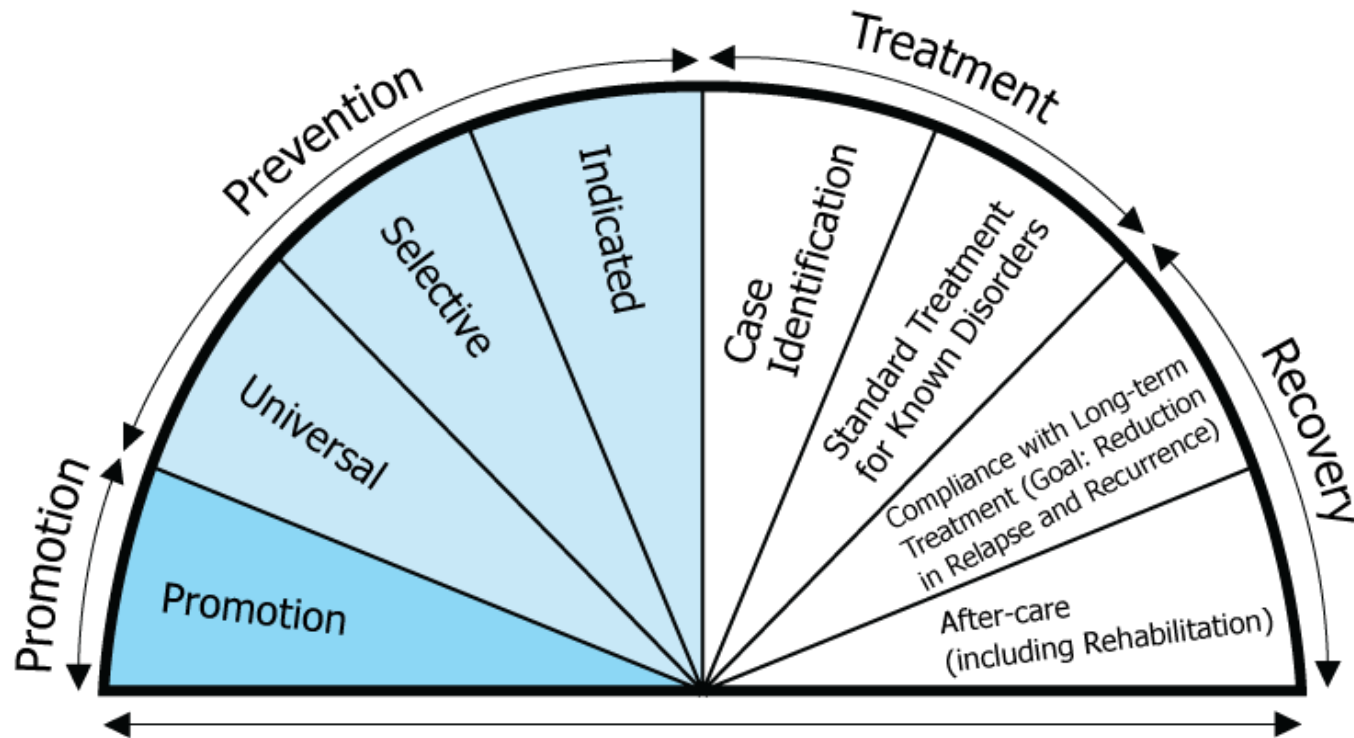 Promotion
Prevention
Treatment
Recovery
Promotion
Universal
Selective
Indicated
Case
Identification
Standard Treatment
for Known Disorders
Compliance with Long-term
Treatment (Goal: Reduction
in Relapse and Recurrence)
After-care
(including Rehabilitation)